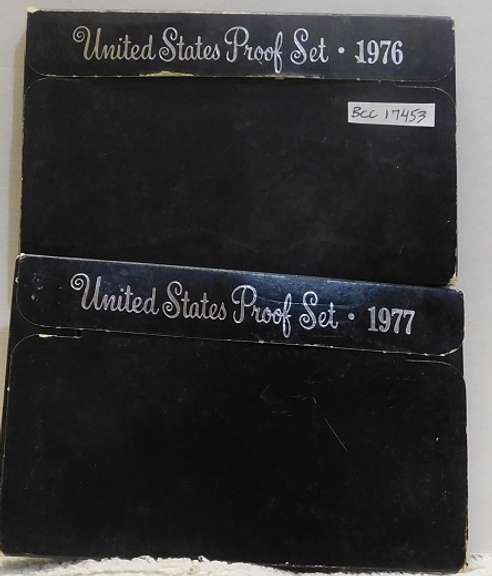 United States Proof Set · 1976
BCC 17453
United States Proof Set · 1977